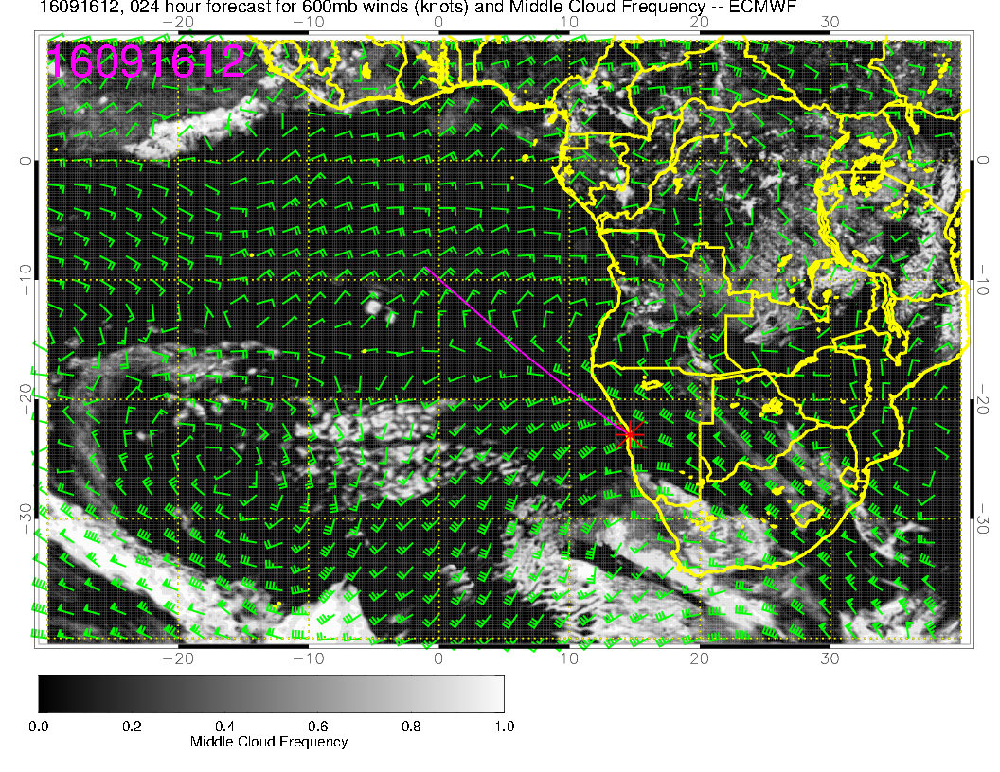 16091612, 024 hour forecast for 600mb winds (knots) and Middle Cloud Frequency -- ECMWF
−20 −10 0 10 20 30
16091612
0 0
−10 −10
−20 −20
−30 −30
−20 −10 0 10 20 30
0.0 0.2 0.4 0.6 0.8 1.0
Middle Cloud Frequency